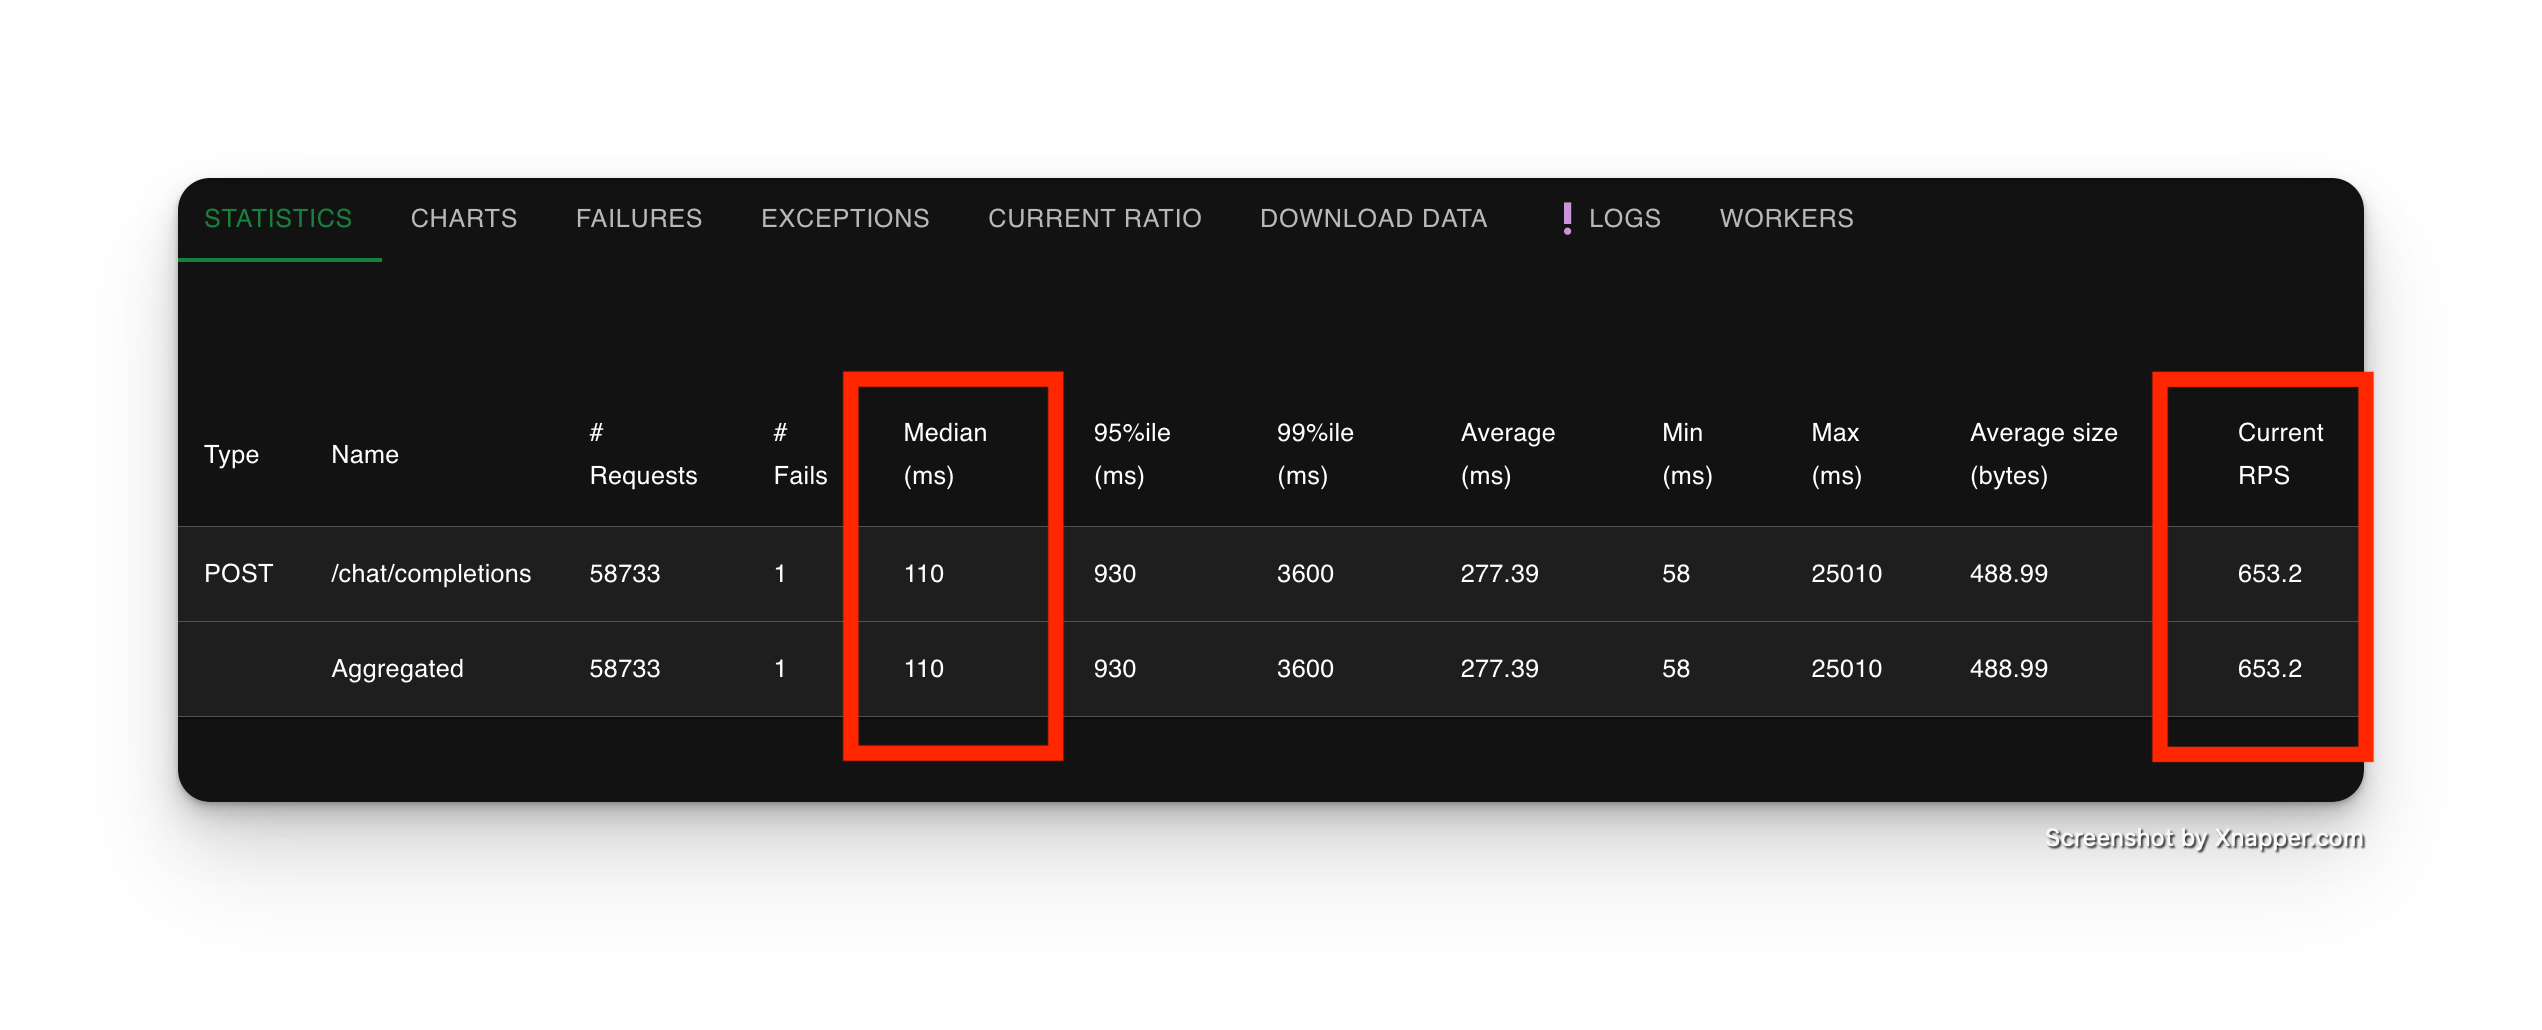 STATISTICS CHARTS FAILURES EXCEPTIONS CURRENT RATIO DOWNLOAD DATA ! LOGS WORKERS
Type Name # Requests # Fails Median (ms) 95%ile (ms) 99%ile (ms) Average (ms) Min (ms) Max (ms) Average size (bytes) Current RPS
POST /chat/completions 58733 1 110 930 3600 277.39 58 25010 488.99 653.2
Aggregated 58733 1 110 930 3600 277.39 58 25010 488.99 653.2
Screenshot by Xnapper.com